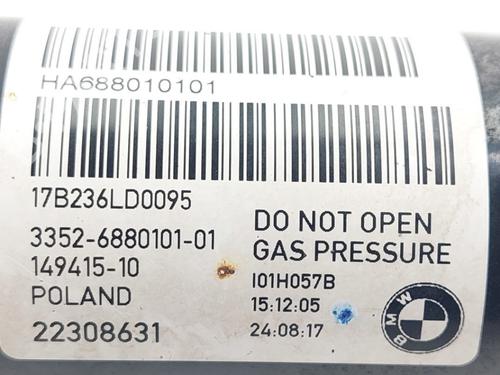 HA688010101
17B236LD0095
3352-6880101-01
149415-10
POLAND
22308631
DO NOT OPEN
GAS PRESSURE
I01H057B
15:12:05
24:08:17
BMW